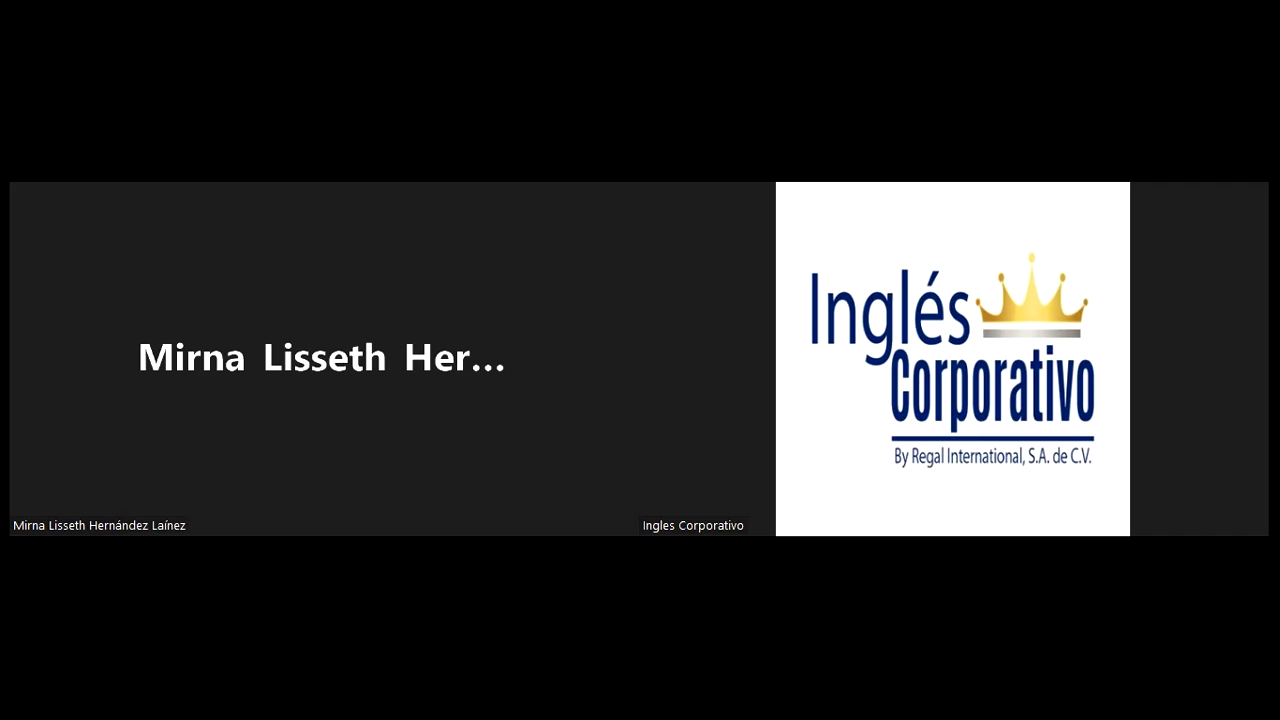 Mirna Lisseth Her...
Mirna Lisseth Hernández Laínez
Ingles Corporativo
Inglés
Corporativo
By Regal International, S.A. de C.V.